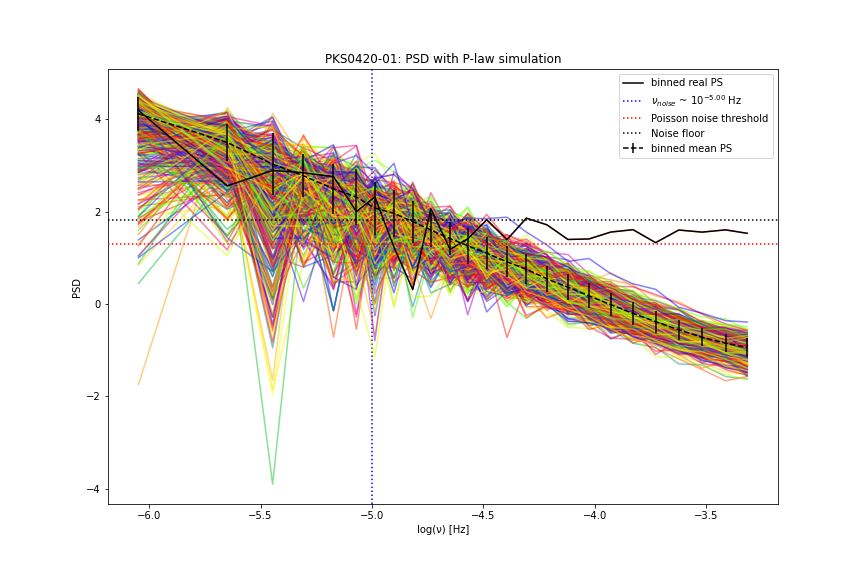 PKS0420-01: PSD with P-law simulation
binned real PS
ν_noise ~ 10^−5.00 Hz
Poisson noise threshold
Noise floor
binned mean PS
PSD
4
2
0
−2
−4
−6.0 −5.5 −5.0 −4.5 −4.0 −3.5
log(ν) [Hz]